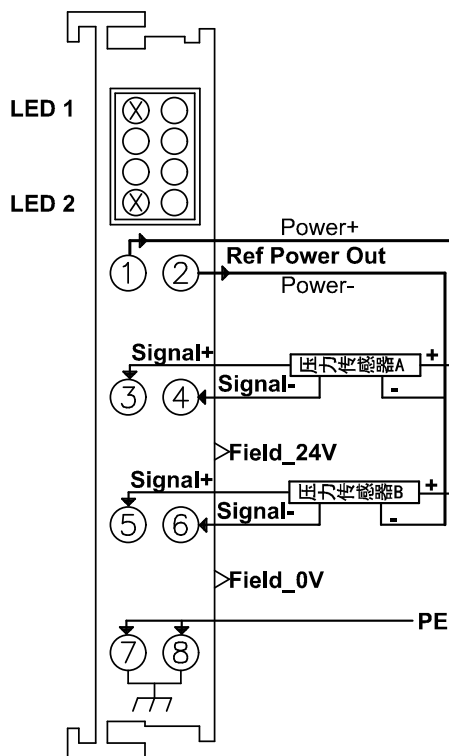 LED 1
LED 2
Power+
1 2 Ref Power Out
Power-
Signal+ 压力传感器A +
3 4 Signal- -
Field_24V
Signal+ 压力传感器B +
5 6 Signal- -
Field_0V
PE
7 8